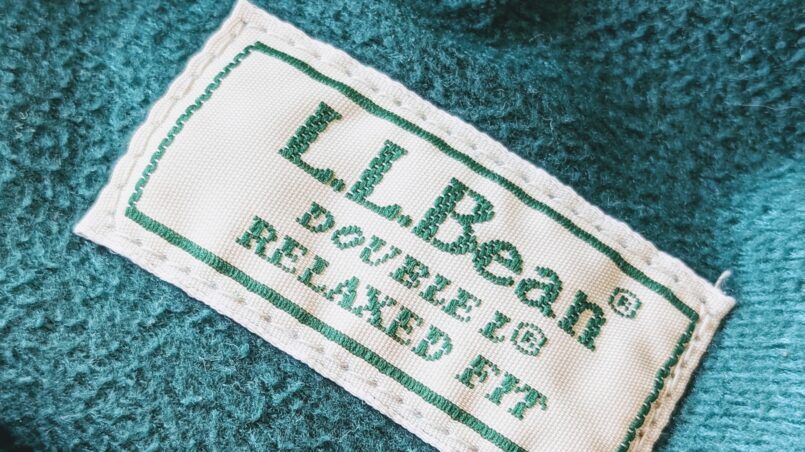 L.L.Bean®
DOUBLE L®
RELAXED FIT